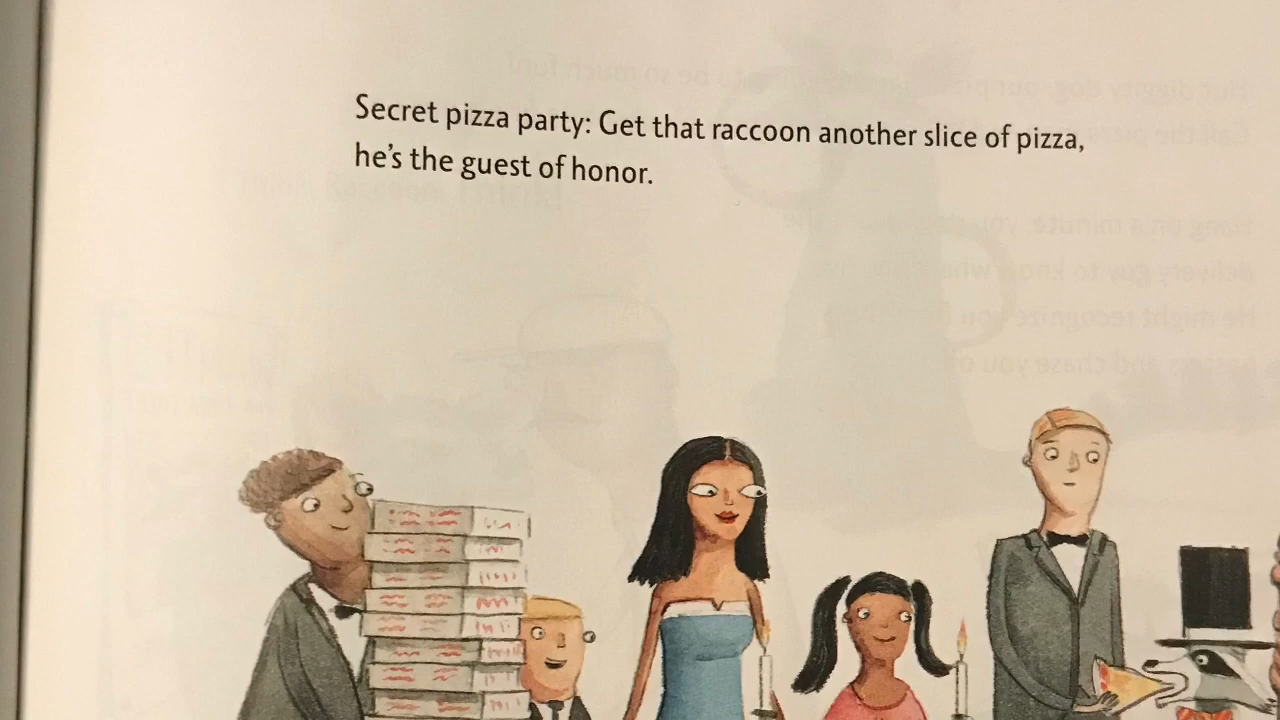 Secret pizza party: Get that raccoon another slice of pizza,
he's the guest of honor.